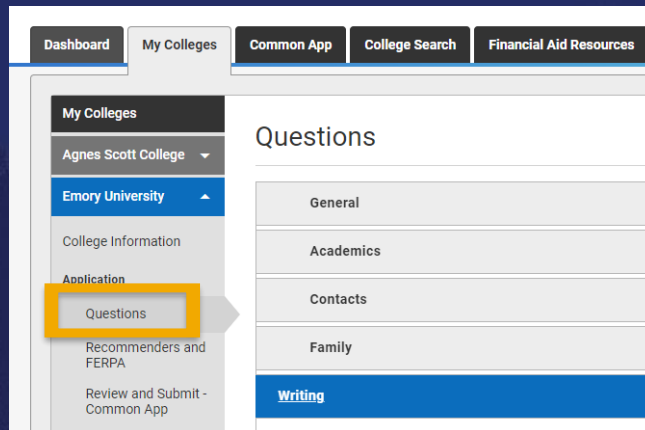 Dashboard
My Colleges
Common App
College Search
Financial Aid Resources
My Colleges
Agnes Scott College
Emory University
College Information
Application
Questions
Recommenders and
FERPA
Review and Submit -
Common App
Questions
General
Academics
Contacts
Family
Writing